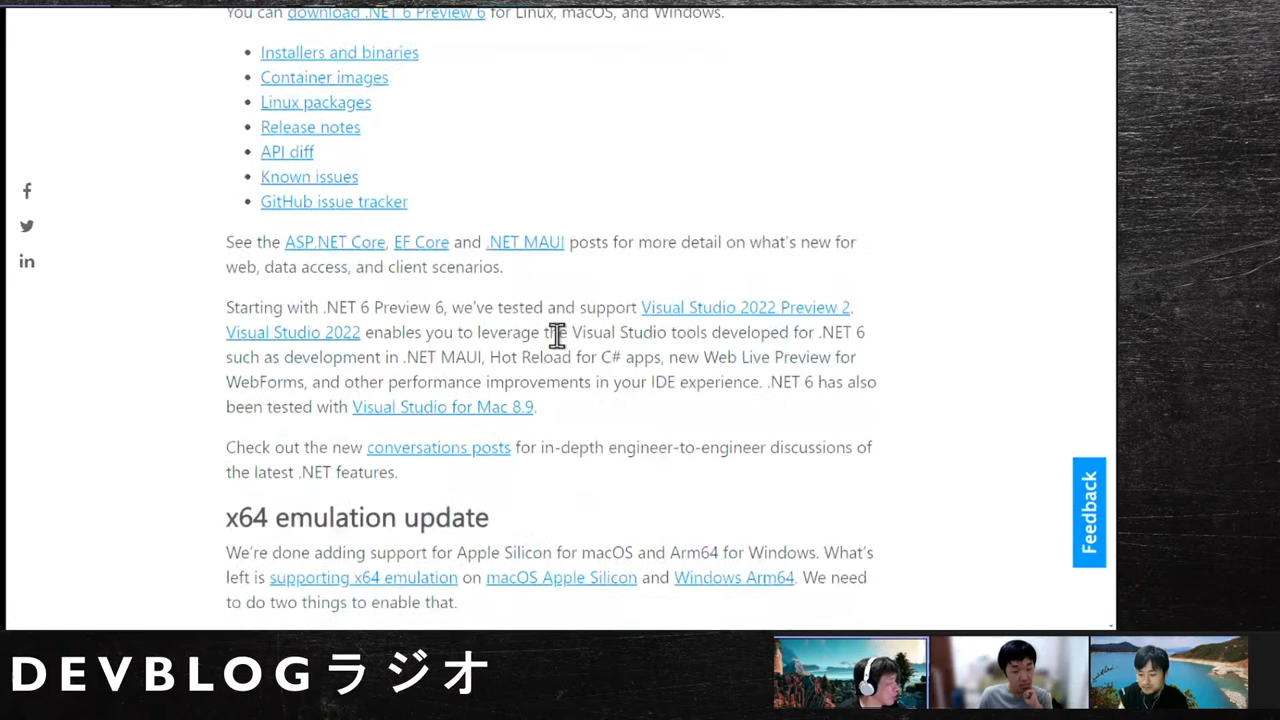 You can download .NET 6 Preview 6 for Linux, macOS, and Windows.
• Installers and binaries
• Container images
• Linux packages
• Release notes
• API diff
• Known issues
• GitHub issue tracker
See the ASP.NET Core, EF Core and .NET MAUI posts for more detail on what's new for
web, data access, and client scenarios.
Starting with .NET 6 Preview 6, we've tested and support Visual Studio 2022 Preview 2.
Visual Studio 2022 enables you to leverage the Visual Studio tools developed for .NET 6
such as development in .NET MAUI, Hot Reload for C# apps, new Web Live Preview for
WebForms, and other performance improvements in your IDE experience. .NET 6 has also
been tested with Visual Studio for Mac 8.9.
Check out the new conversations posts for in-depth engineer-to-engineer discussions of
the latest .NET features.
x64 emulation update
We're done adding support for Apple Silicon for macOS and Arm64 for Windows. What's
left is supporting x64 emulation on macOS Apple Silicon and Windows Arm64. We need
to do two things to enable that.
Feedback
DEVBLOGラジオ